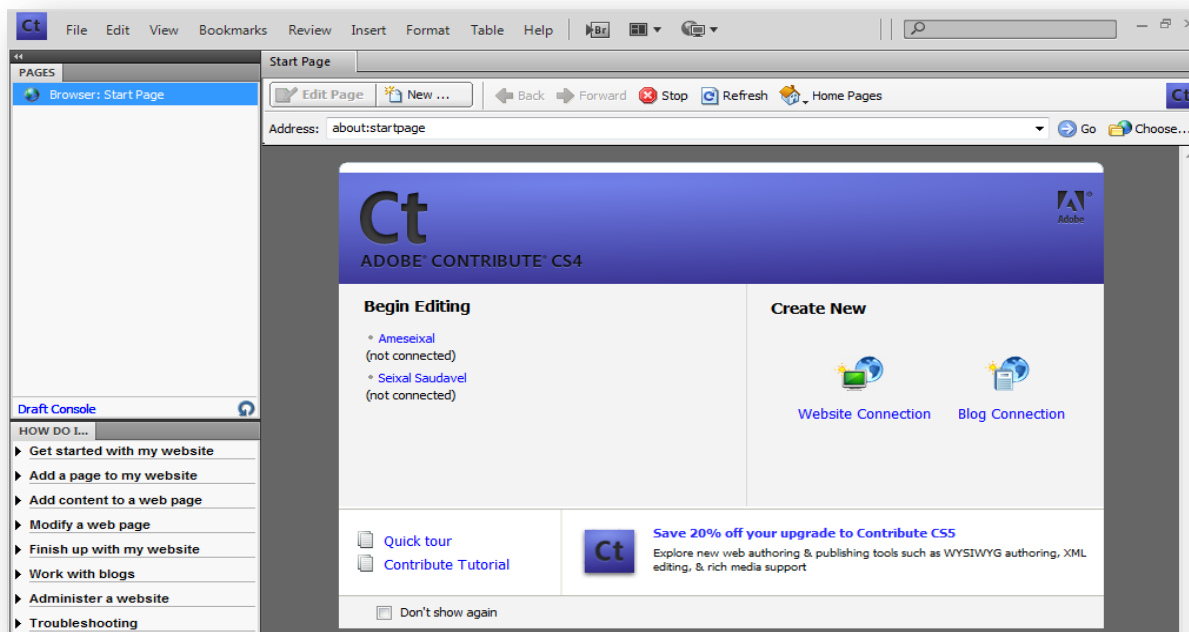 Ct File Edit View Bookmarks Review Insert Format Table Help Br
PAGES
Browser: Start Page
Draft Console
HOW DO I...
Get started with my website
Add a page to my website
Add content to a web page
Modify a web page
Finish up with my website
Work with blogs
Administer a website
Troubleshooting
Start Page
Edit Page New ... Back Forward Stop Refresh Home Pages Ct
Address: about:startpage Go Choose...
Ct
ADOBE® CONTRIBUTE® CS4
Adobe®
Begin Editing
Ameseixal
(not connected)
Seixal Saudavel
(not connected)
Create New
Website Connection Blog Connection
Quick tour
Contribute Tutorial
Ct
Save 20% off your upgrade to Contribute CS5
Explore new web authoring & publishing tools such as WYSIWYG authoring, XML
editing, & rich media support
Don't show again